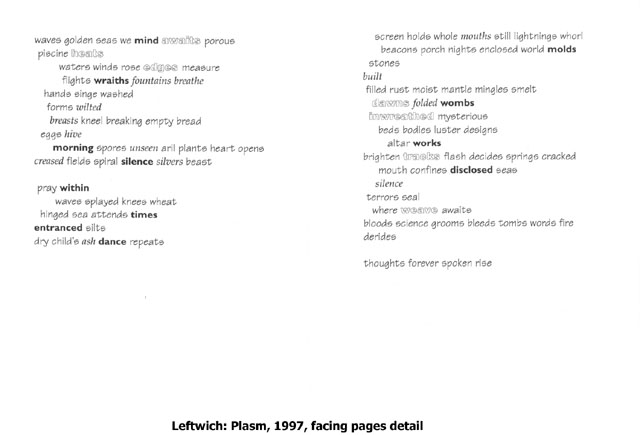 waves golden seas we mind awaits porous
piscine heats
waters winds rose edges measure
flights wraiths fountains breathe
hands singe washed
forms wilted
breasts kneel breaking empty bread
eggs hive
morning spores unseen aril plants heart opens
creased fields spiral silence silvers beast
pray within
waves splayed knees wheat
hinged sea attends times
entranced silts
dry child's ash dance repeats
screen holds whole mouths still lightnings whorl
beacons porch nights enclosed world molds
stones
built
filled rust moist mantle mingles smelt
dawns folded wombs
inwreathed mysterious
beds bodies luster designs
altar works
brighten tracks flash decides springs cracked
mouth confines disclosed seas
silence
terrors seal
where weave awaits
bloods science grooms bleeds tombs words fire
derides
thoughts forever spoken rise
Leftwich: Plasm, 1997, facing pages detail